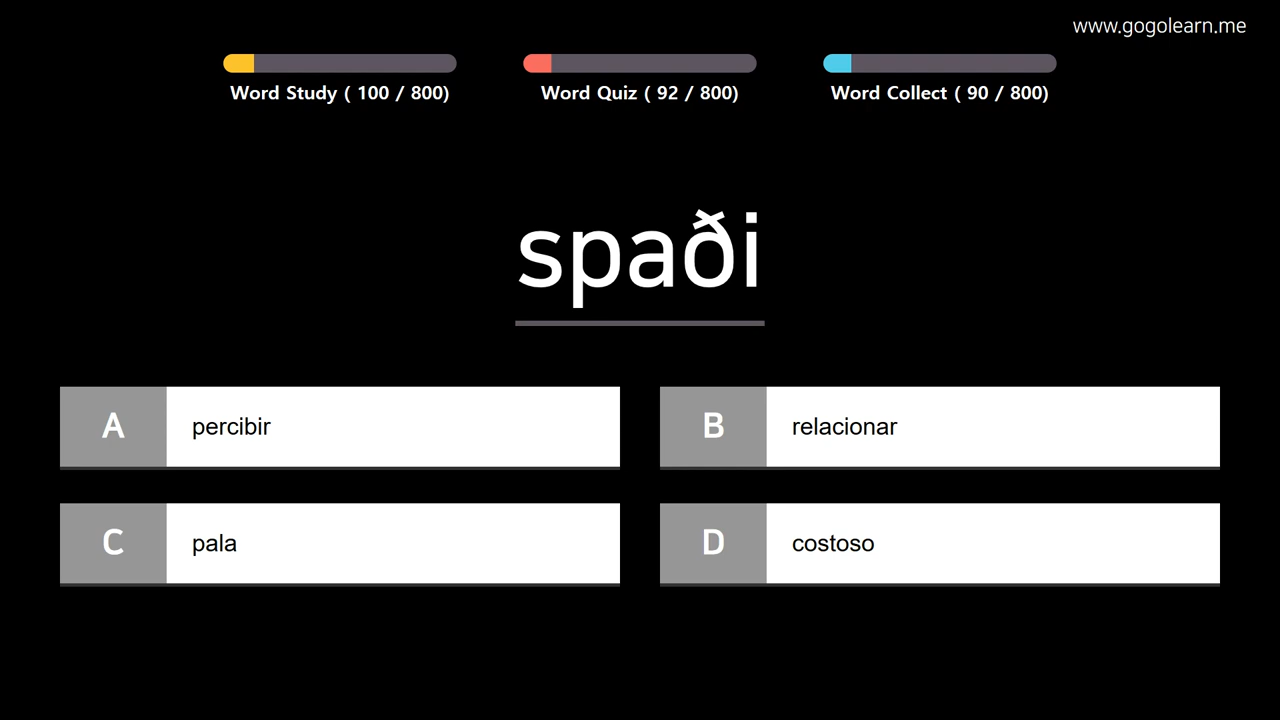 www.gogolearn.me
Word Study ( 100 / 800)
Word Quiz ( 92 / 800)
Word Collect ( 90 / 800)
spaði
A
percibir
B
relacionar
C
pala
D
costoso